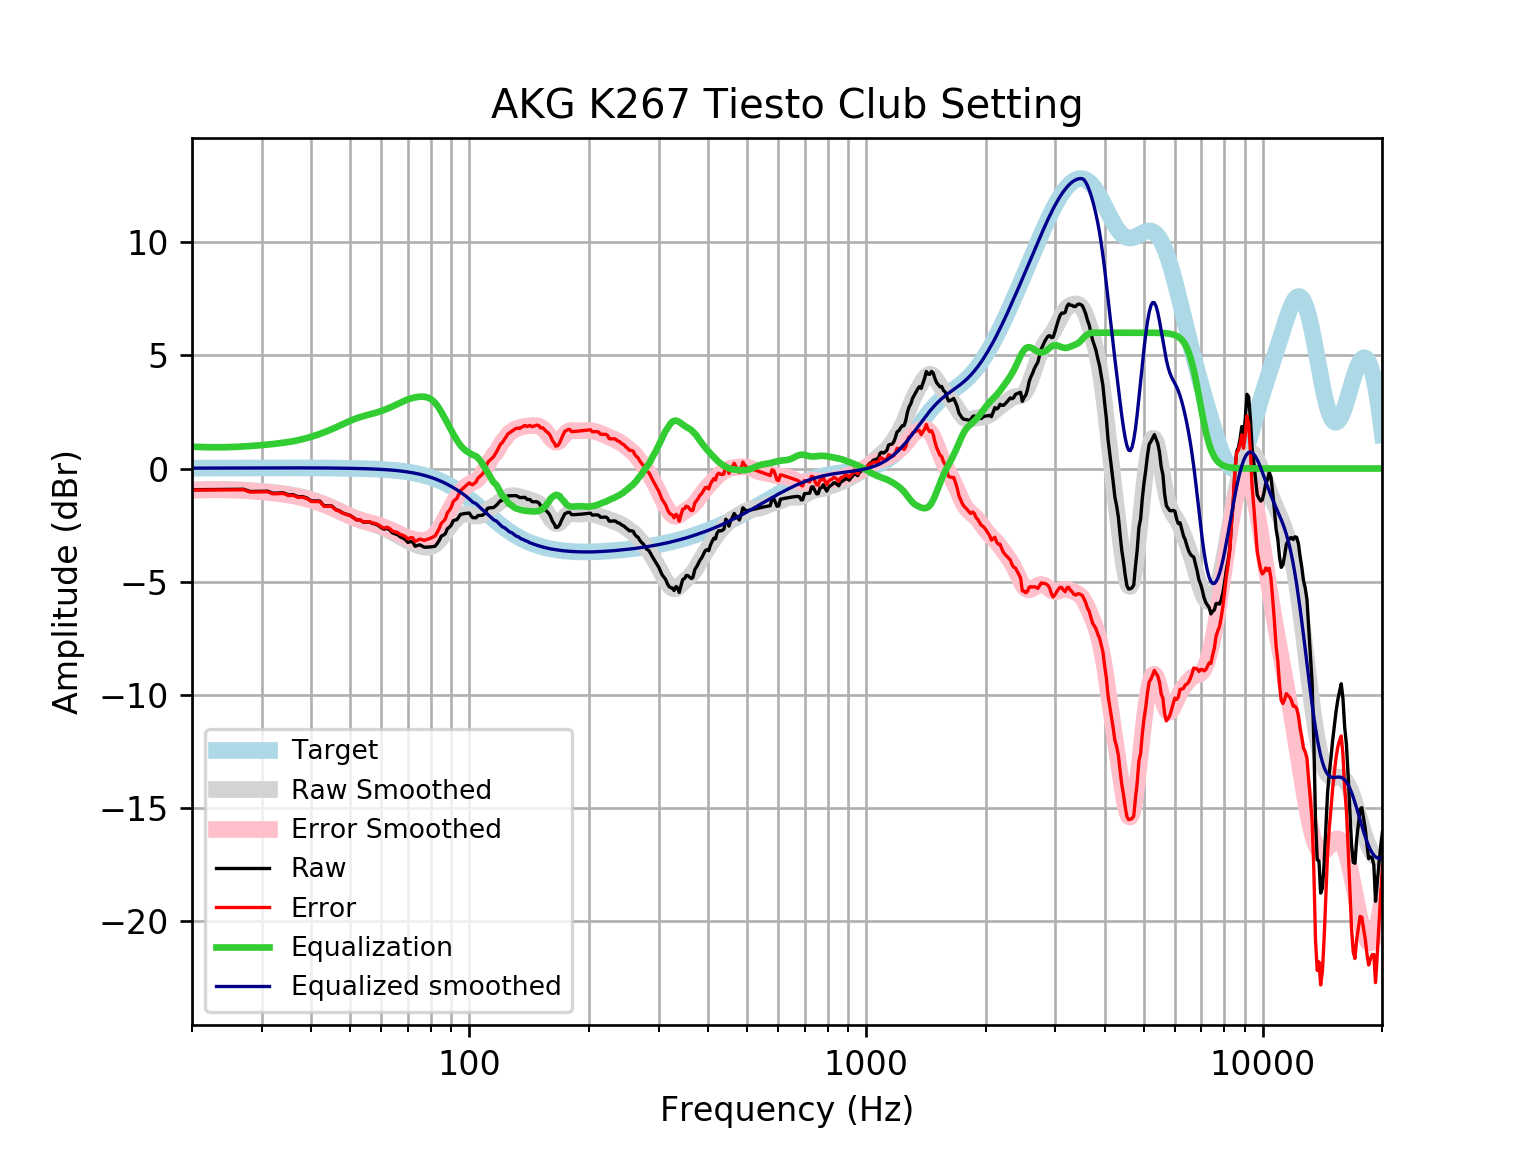 AKG K267 Tiesto Club Setting
Amplitude (dBr)
10
5
0
−5
−10
−15
−20
Target
Raw Smoothed
Error Smoothed
Raw
Error
Equalization
Equalized smoothed
100 1000 10000
Frequency (Hz)